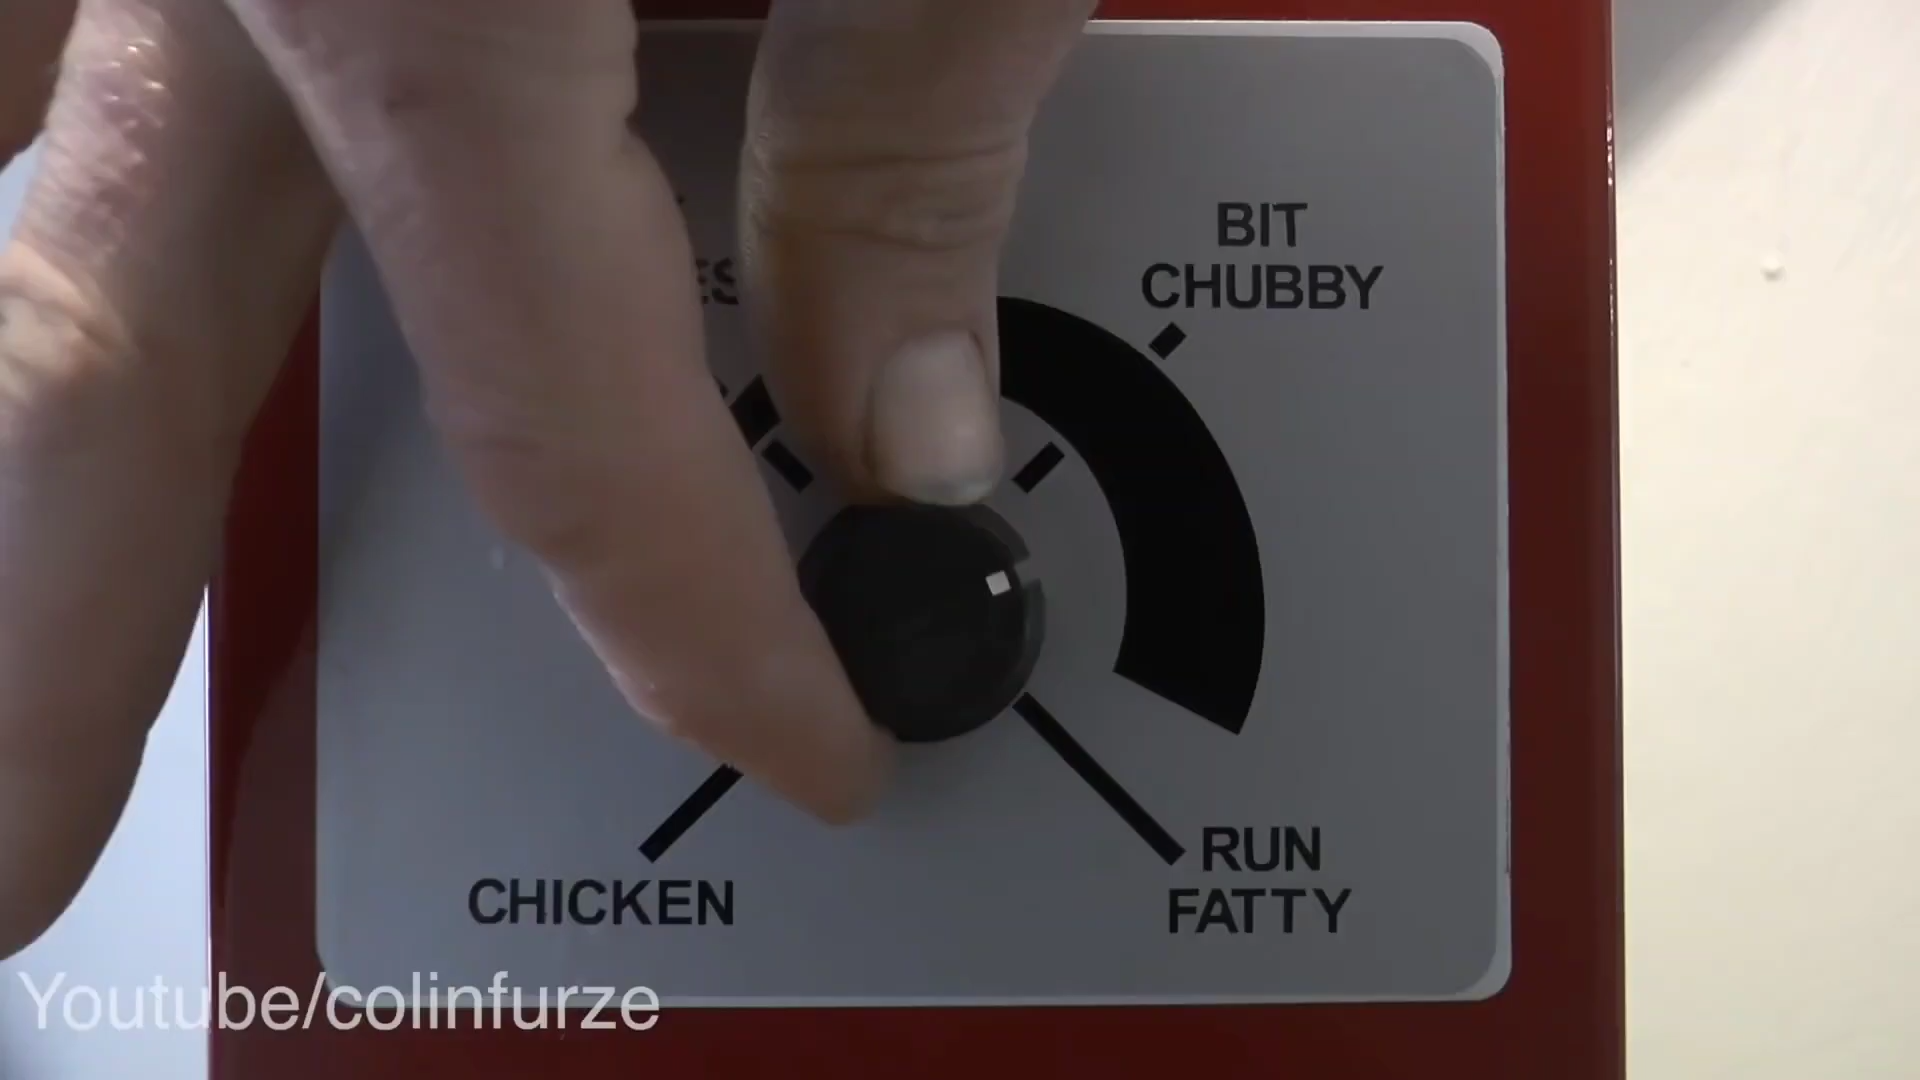 BIT
CHUBBY
RUN
FATTY
CHICKEN
Youtube/colinfurze